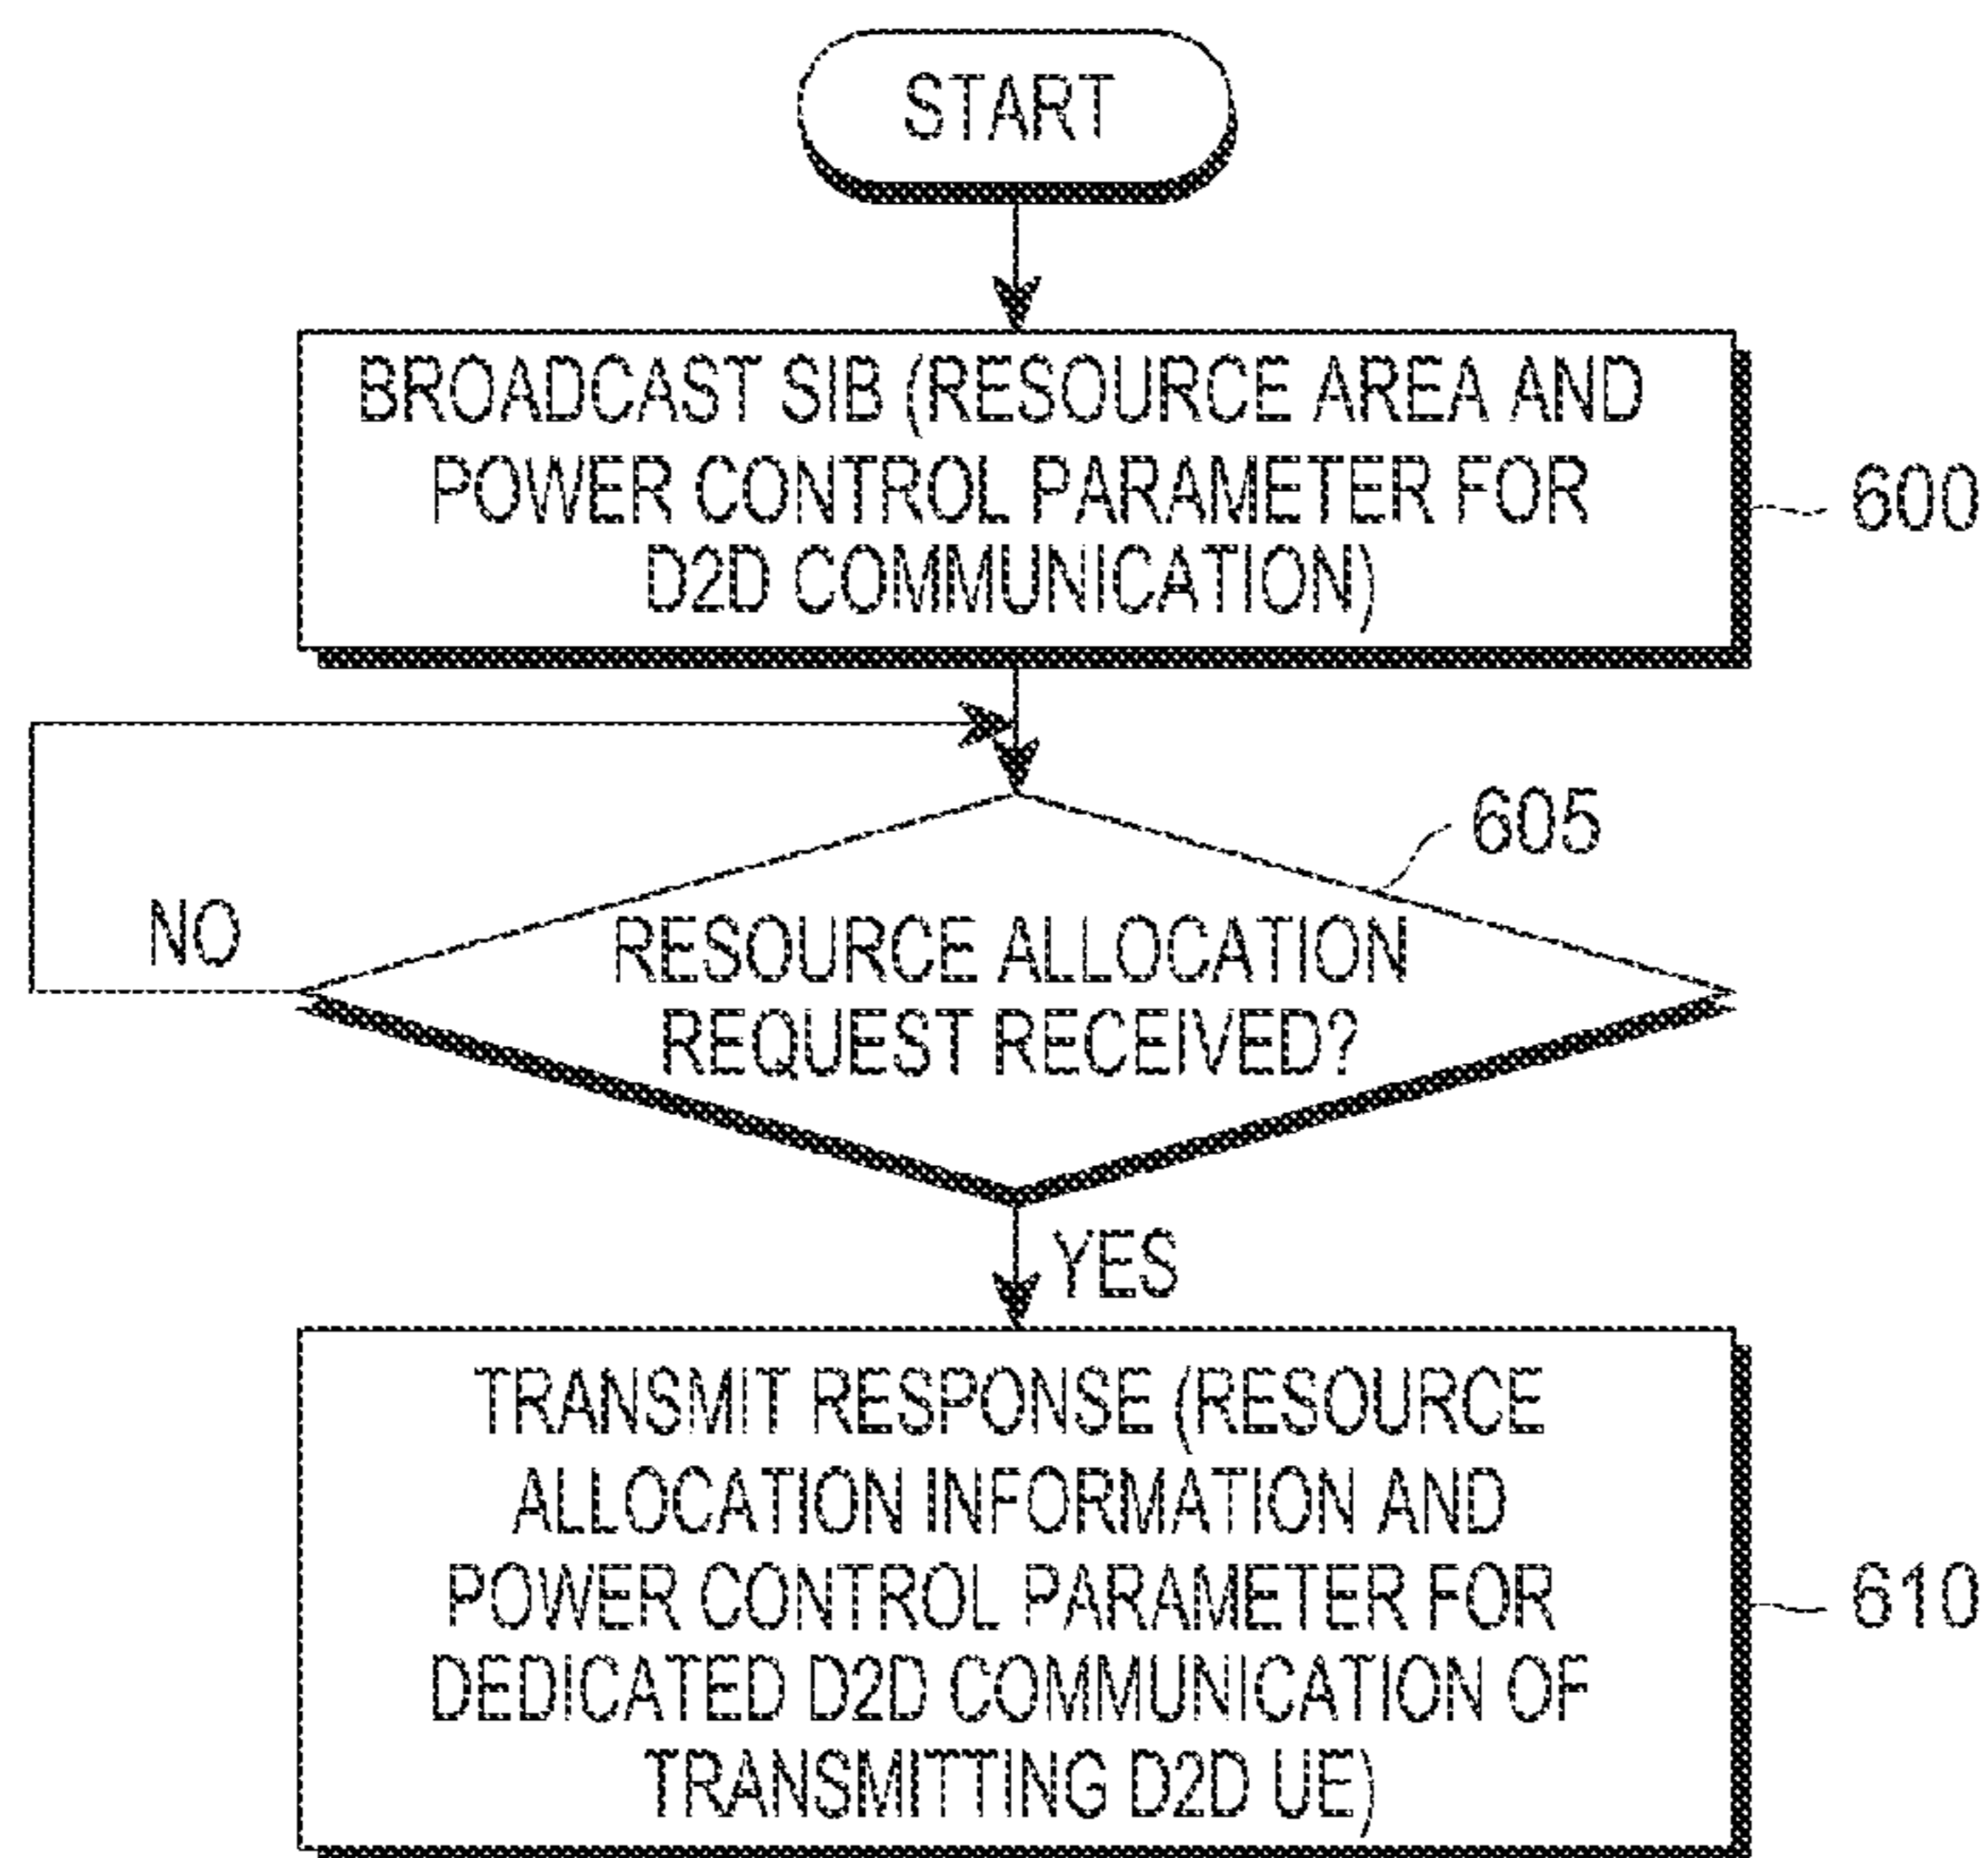 START
BROADCAST SIB (RESOURCE AREA AND
POWER CONTROL PARAMETER FOR
D2D COMMUNICATION)
600
605
NO
RESOURCE ALLOCATION
REQUEST RECEIVED?
YES
TRANSMIT RESPONSE (RESOURCE
ALLOCATION INFORMATION AND
POWER CONTROL PARAMETER FOR
DEDICATED D2D COMMUNICATION OF
TRANSMITTING D2D UE)
610